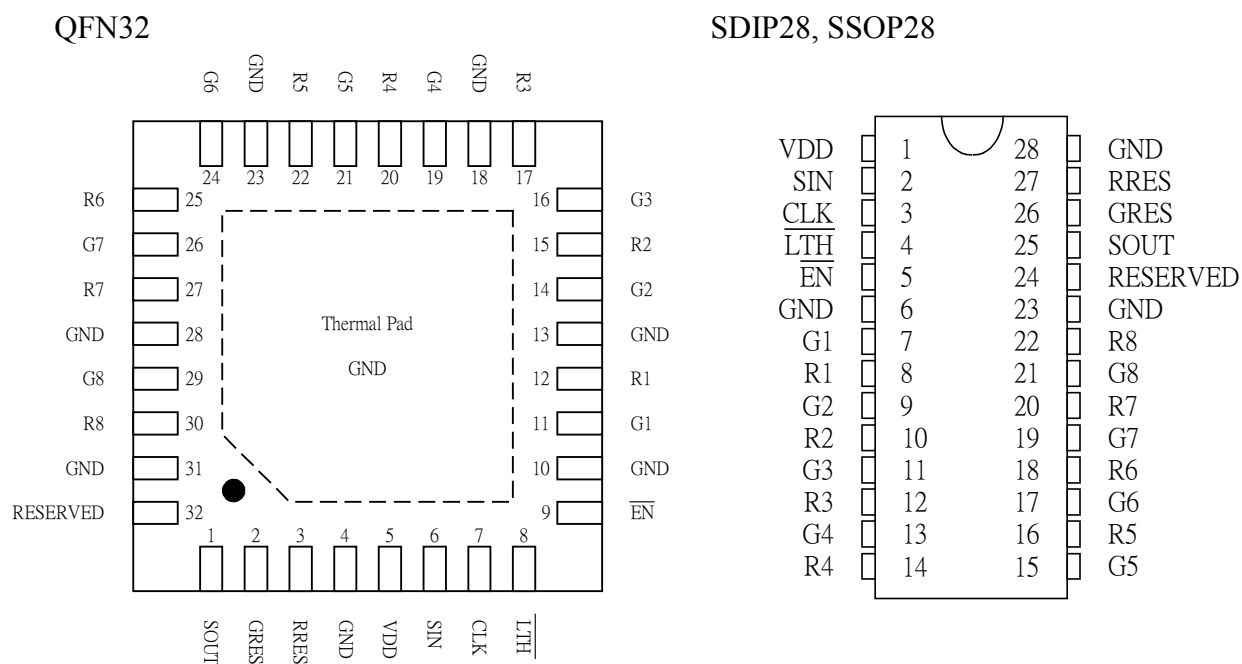 QFN32
SDIP28, SSOP28
G6 GND R5 G5 R4 G4 GND R3
24 23 22 21 20 19 18 17
R6 25 16 G3
G7 26 15 R2
R7 27 14 G2
GND 28 13 GND
G8 29 12 R1
R8 30 11 G1
GND 31 10 GND
RESERVED 32 9 EN
Thermal Pad
GND
1 2 3 4 5 6 7 8
SOUT GRES RRES GND VDD SIN CLK LTH
VDD 1 28 GND
SIN 2 27 RRES
CLK 3 26 GRES
LTH 4 25 SOUT
EN 5 24 RESERVED
GND 6 23 GND
G1 7 22 R8
R1 8 21 G8
G2 9 20 R7
R2 10 19 G7
G3 11 18 R6
R3 12 17 G6
G4 13 16 R5
R4 14 15 G5